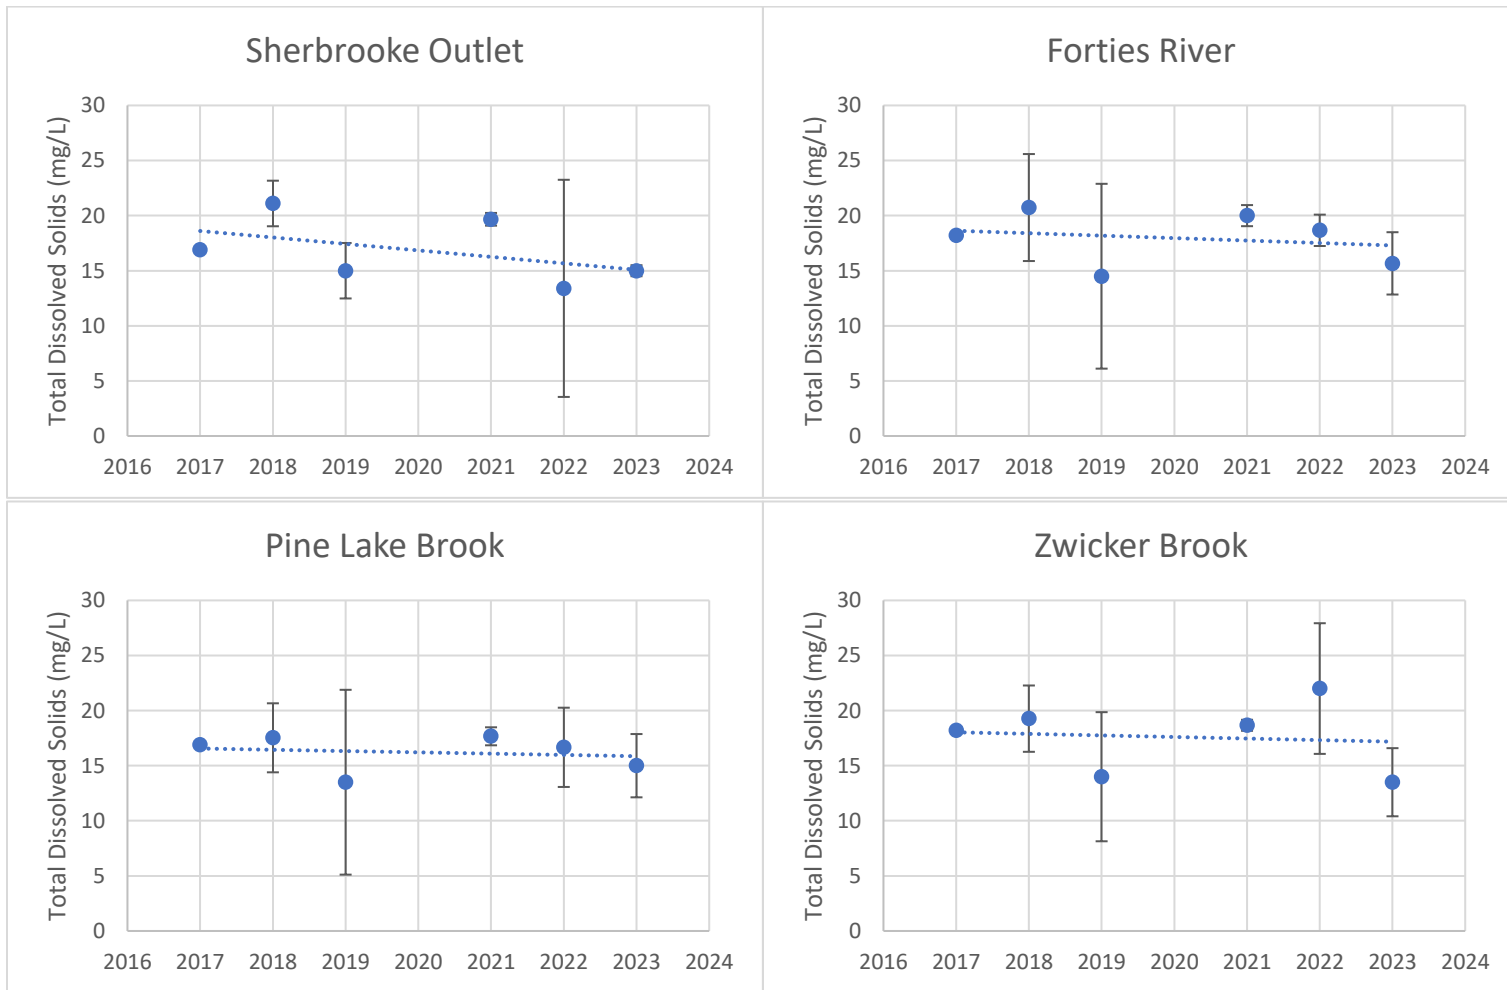 Sherbrooke Outlet
Total Dissolved Solids (mg/L)
30
25
20
15
10
5
0
2016 2017 2018 2019 2020 2021 2022 2023 2024
Forties River
Total Dissolved Solids (mg/L)
30
25
20
15
10
5
0
2016 2017 2018 2019 2020 2021 2022 2023 2024
Pine Lake Brook
Total Dissolved Solids (mg/L)
30
25
20
15
10
5
0
2016 2017 2018 2019 2020 2021 2022 2023 2024
Zwicker Brook
Total Dissolved Solids (mg/L)
30
25
20
15
10
5
0
2016 2017 2018 2019 2020 2021 2022 2023 2024